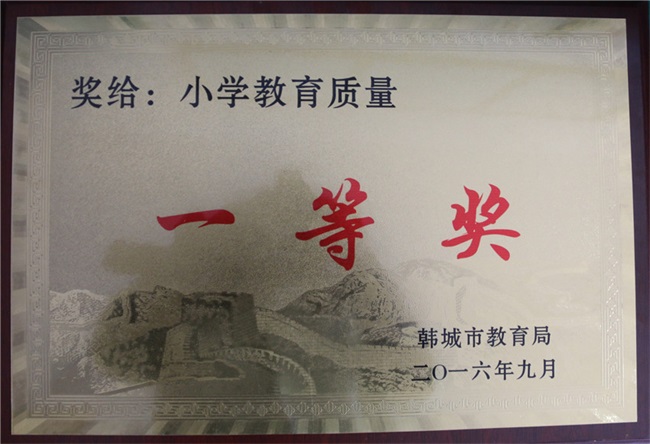 奖给：小学教育质量
一等奖
韩城市教育局
二〇一六年九月